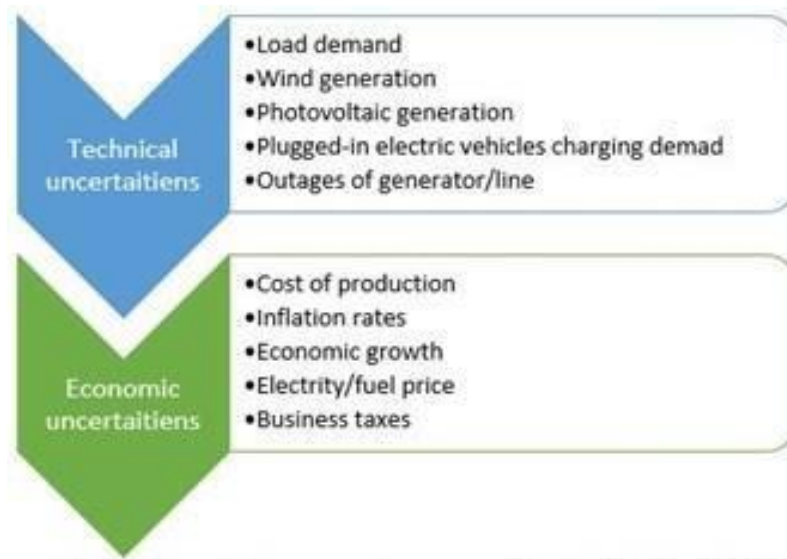 Technical
uncertaitiens
•Load demand
•Wind generation
•Photovoltaic generation
•Plugged-in electric vehicles charging demad
•Outages of generator/line
Economic
uncertaitiens
•Cost of production
•Inflation rates
•Economic growth
•Electrity/fuel price
•Business taxes